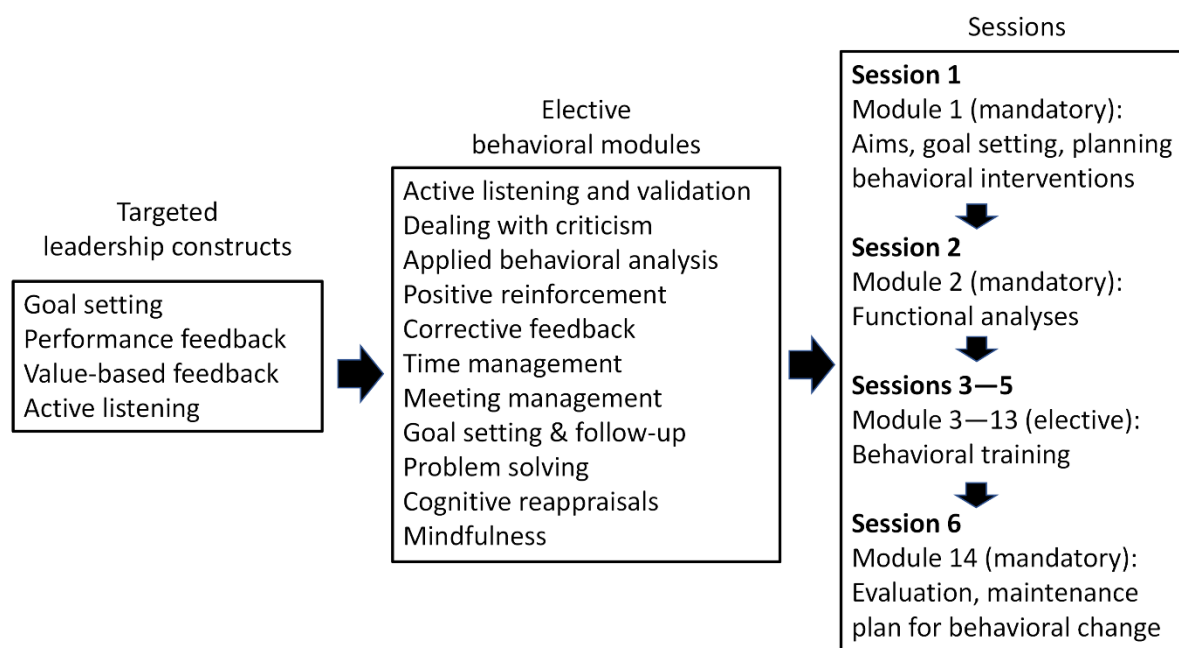 Targeted
leadership constructs
Goal setting
Performance feedback
Value-based feedback
Active listening
Elective
behavioral modules
Active listening and validation
Dealing with criticism
Applied behavioral analysis
Positive reinforcement
Corrective feedback
Time management
Meeting management
Goal setting & follow-up
Problem solving
Cognitive reappraisals
Mindfulness
Sessions
Session 1
Module 1 (mandatory):
Aims, goal setting, planning
behavioral interventions
Session 2
Module 2 (mandatory):
Functional analyses
Sessions 3—5
Module 3—13 (elective):
Behavioral training
Session 6
Module 14 (mandatory):
Evaluation, maintenance
plan for behavioral change